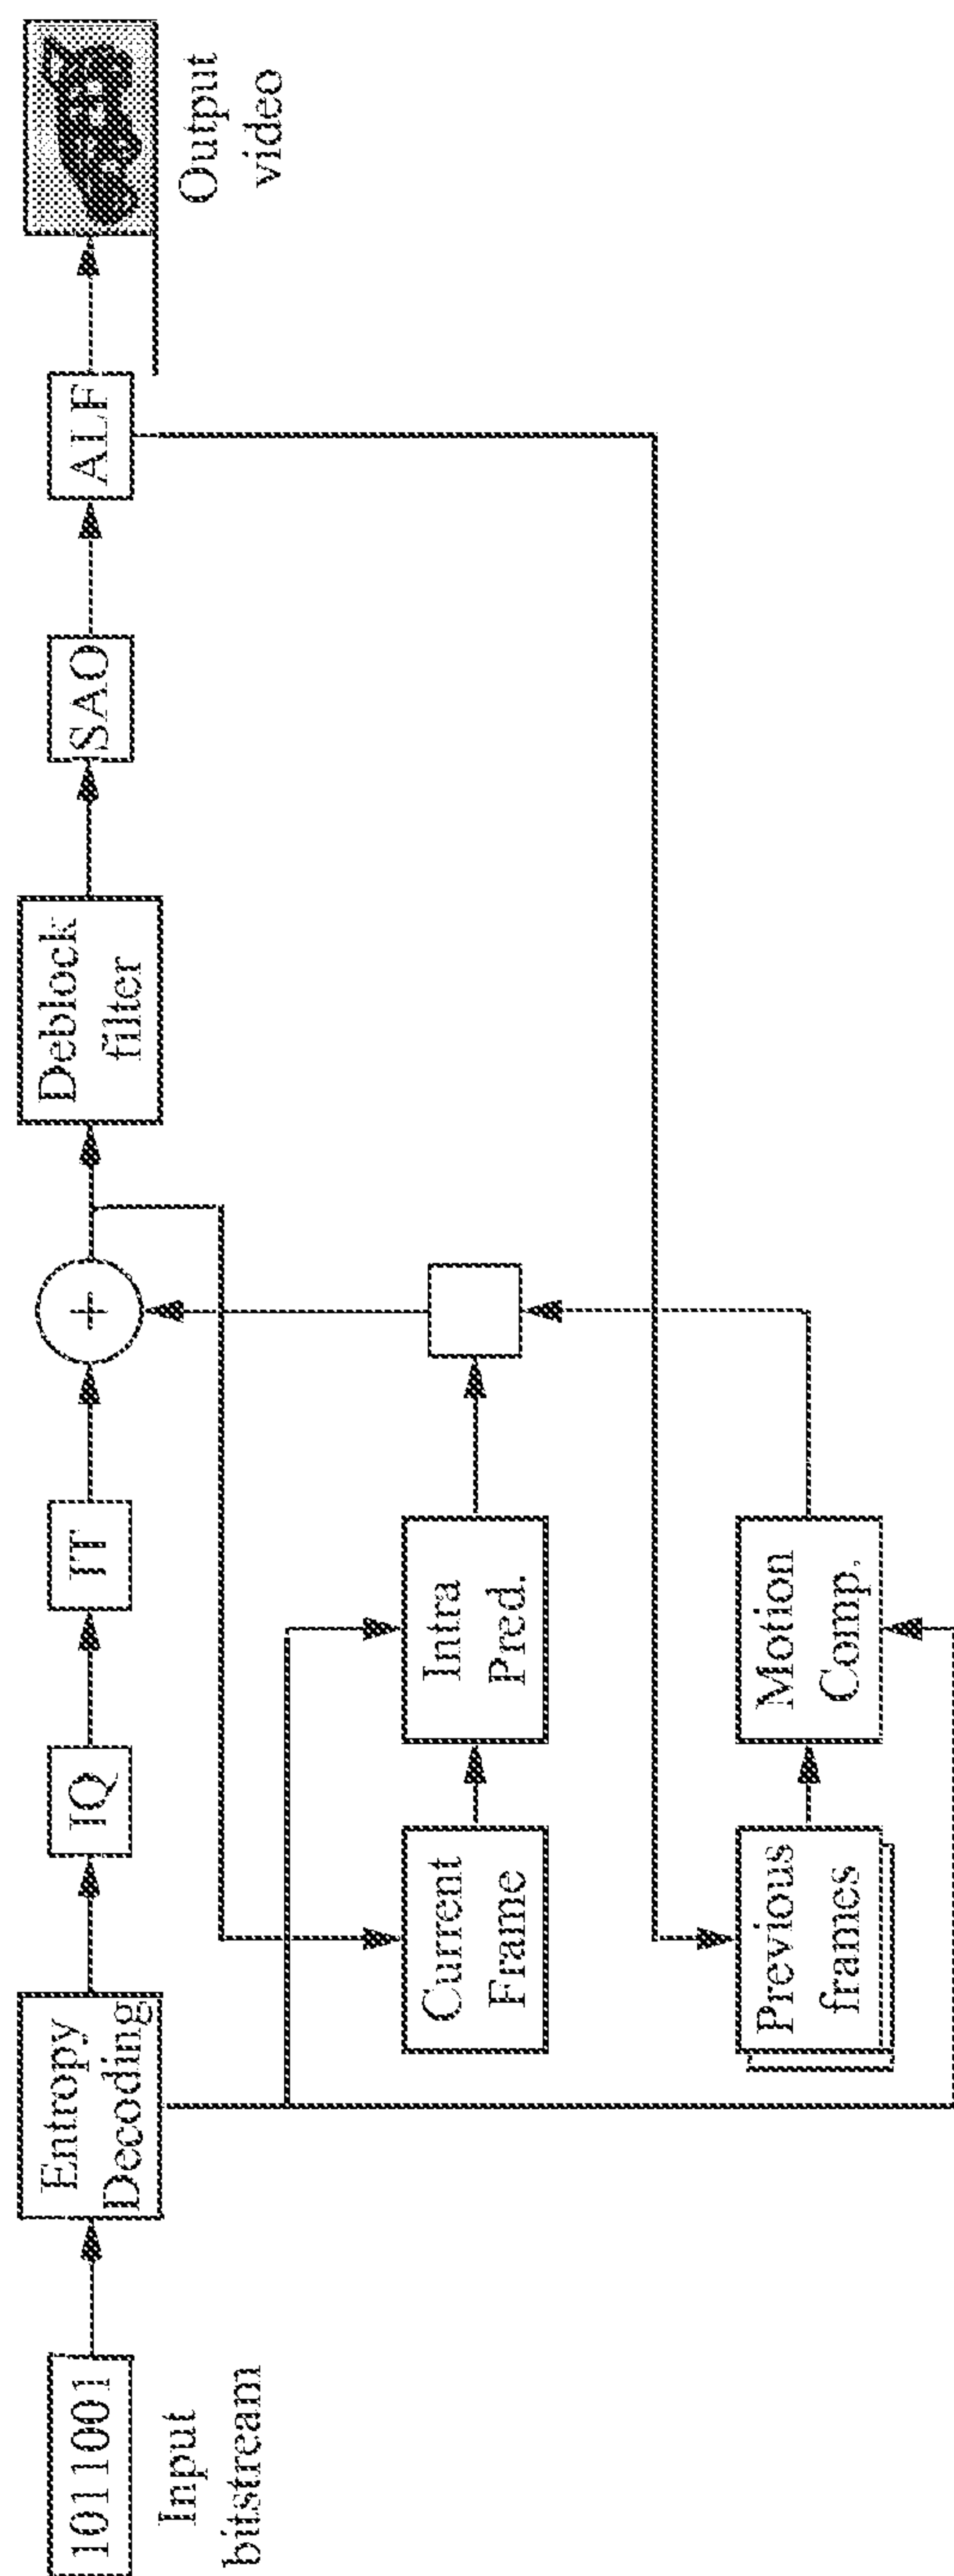 1011001
Input
bitstream
Entropy
Decoding
IQ
IT
+
Deblock
filter
SAO
ALF
Output
video
Current
Frame
Intra
Pred.
Previous
frames
Motion
Comp.